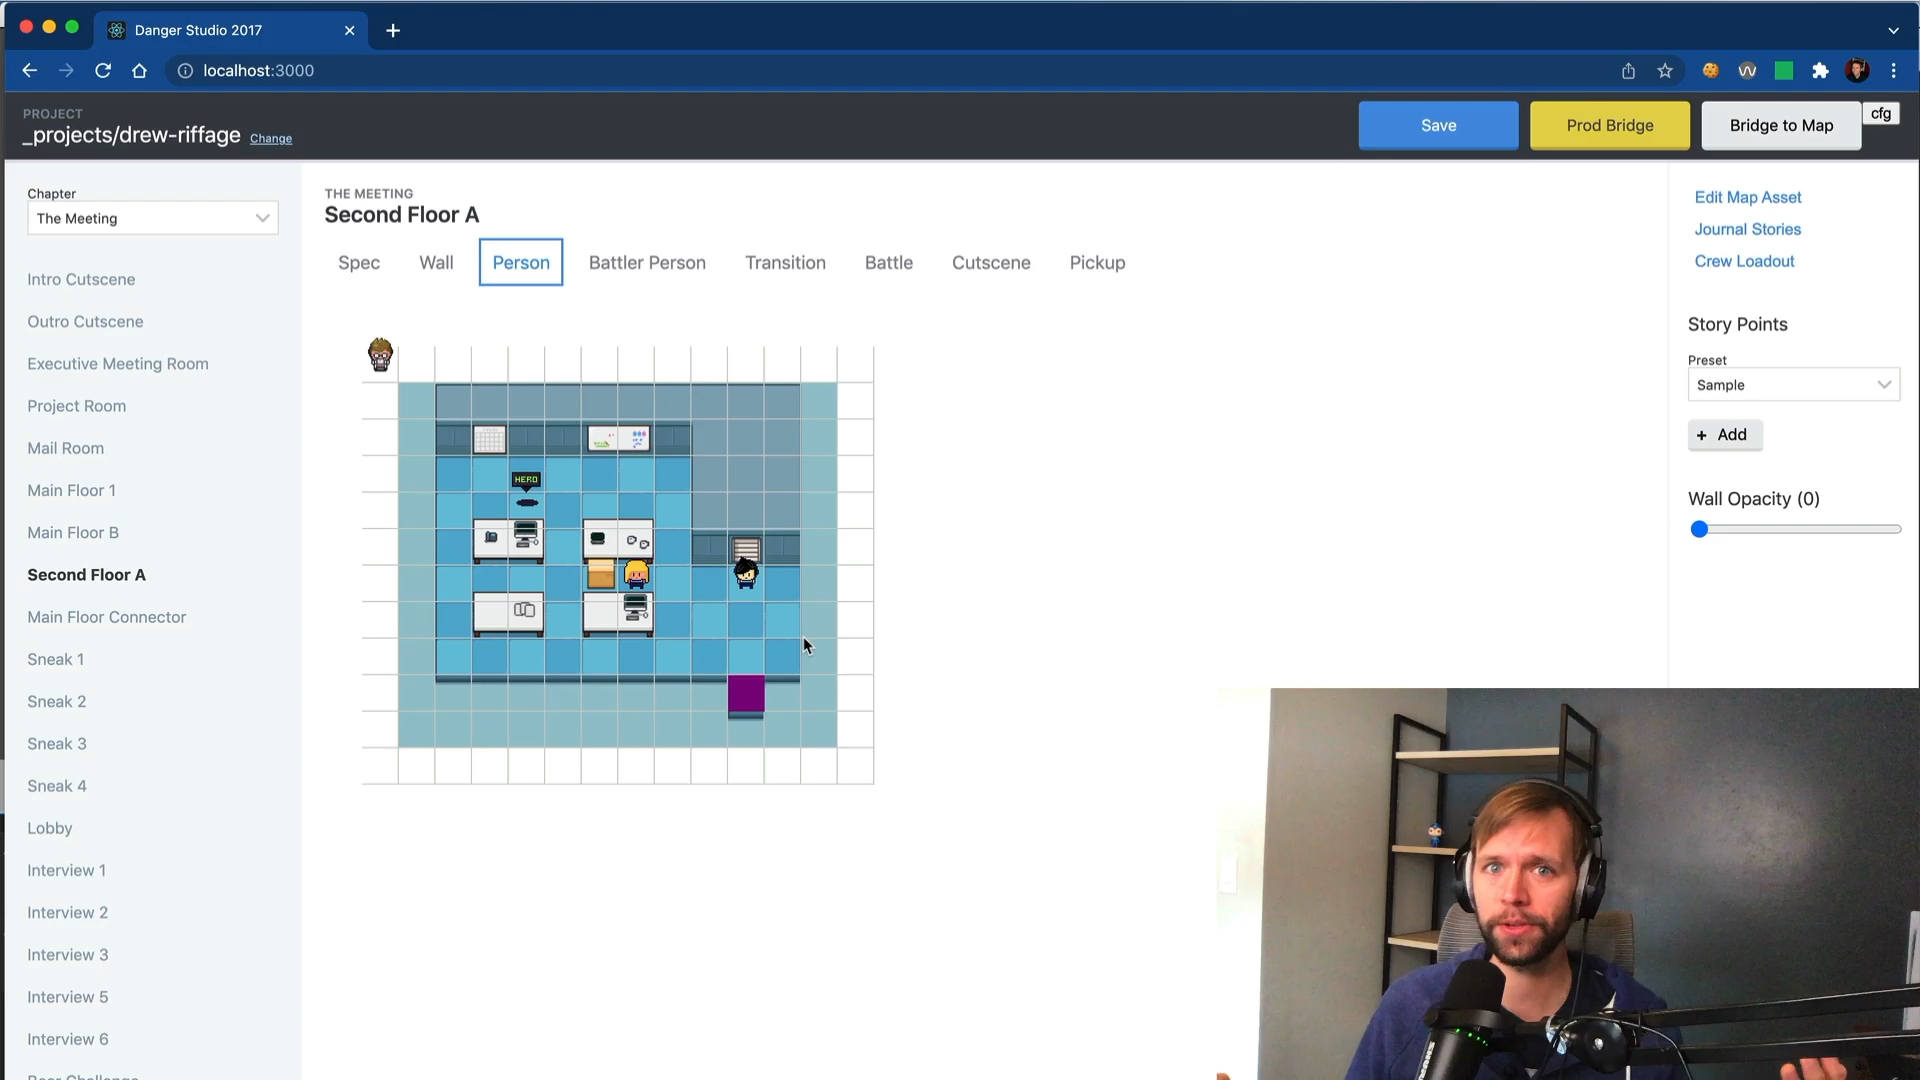 Danger Studio 2017
localhost:3000
PROJECT
_projects/drew-riffage Change
Save
Prod Bridge
Bridge to Map
cfg
Chapter
The Meeting
Intro Cutscene
Outro Cutscene
Executive Meeting Room
Project Room
Mail Room
Main Floor 1
Main Floor B
Second Floor A
Main Floor Connector
Sneak 1
Sneak 2
Sneak 3
Sneak 4
Lobby
Interview 1
Interview 2
Interview 3
Interview 5
Interview 6
THE MEETING
Second Floor A
Spec Wall Person Battler Person Transition Battle Cutscene Pickup
HERO
Edit Map Asset
Journal Stories
Crew Loadout
Story Points
Preset
Sample
+ Add
Wall Opacity (0)
SHURE